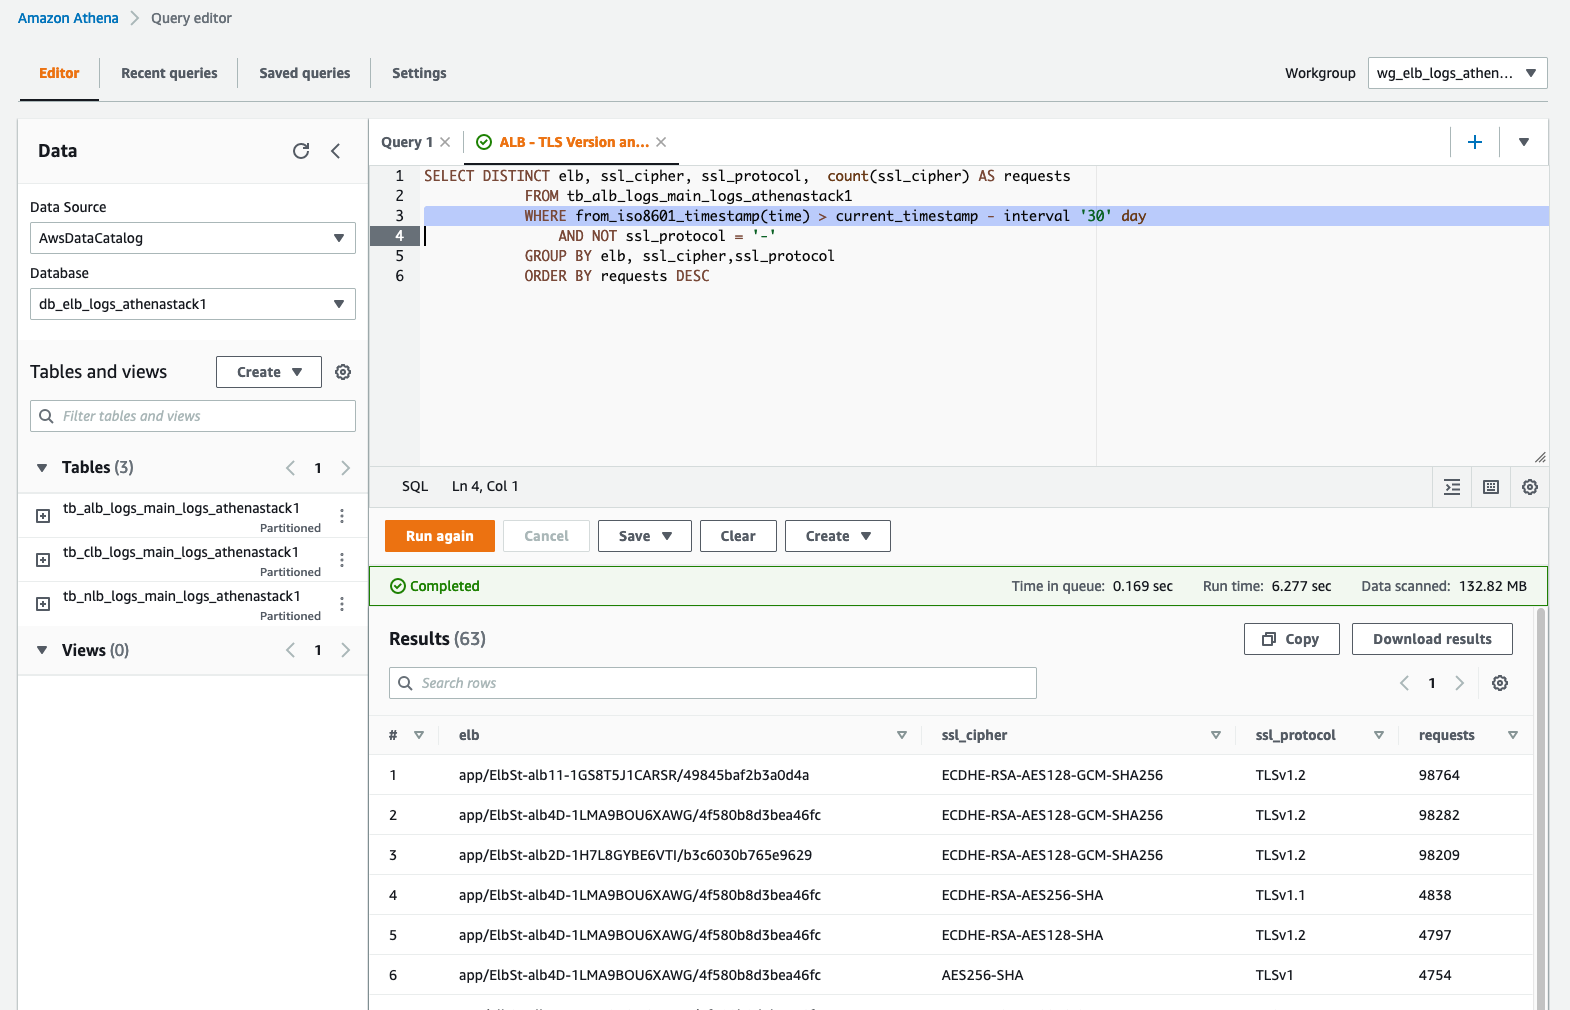 Amazon Athena > Query editor
Editor
Recent queries
Saved queries
Settings
Workgroup
wg_elb_logs_athen...
Data
Data Source
AwsDataCatalog
Database
db_elb_logs_athenastack1
Tables and views
Create
Filter tables and views
Tables (3)
1
tb_alb_logs_main_logs_athenastack1
Partitioned
tb_clb_logs_main_logs_athenastack1
Partitioned
tb_nlb_logs_main_logs_athenastack1
Partitioned
Views (0)
1
Query 1
ALB - TLS Version an...
1 SELECT DISTINCT elb, ssl_cipher, ssl_protocol,  count(ssl_cipher) AS requests
2 FROM tb_alb_logs_main_logs_athenastack1
3 WHERE from_iso8601_timestamp(time) > current_timestamp - interval '30' day
4 AND NOT ssl_protocol = '-'
5 GROUP BY elb, ssl_cipher,ssl_protocol
6 ORDER BY requests DESC
SQL Ln 4, Col 1
Run again
Cancel
Save
Clear
Create
Completed
Time in queue: 0.169 sec
Run time: 6.277 sec
Data scanned: 132.82 MB
Results (63)
Copy
Download results
Search rows
1
# elb ssl_cipher ssl_protocol requests
1 app/ElbSt-alb11-1GS8T5J1CARSR/49845baf2b3a0d4a ECDHE-RSA-AES128-GCM-SHA256 TLSv1.2 98764
2 app/ElbSt-alb4D-1LMA9BOU6XAWG/4f580b8d3bea46fc ECDHE-RSA-AES128-GCM-SHA256 TLSv1.2 98282
3 app/ElbSt-alb2D-1H7L8GYBE6VTI/b3c6030b765e9629 ECDHE-RSA-AES128-GCM-SHA256 TLSv1.2 98209
4 app/ElbSt-alb4D-1LMA9BOU6XAWG/4f580b8d3bea46fc ECDHE-RSA-AES256-SHA TLSv1.1 4838
5 app/ElbSt-alb4D-1LMA9BOU6XAWG/4f580b8d3bea46fc ECDHE-RSA-AES128-SHA TLSv1.2 4797
6 app/ElbSt-alb4D-1LMA9BOU6XAWG/4f580b8d3bea46fc AES256-SHA TLSv1 4754